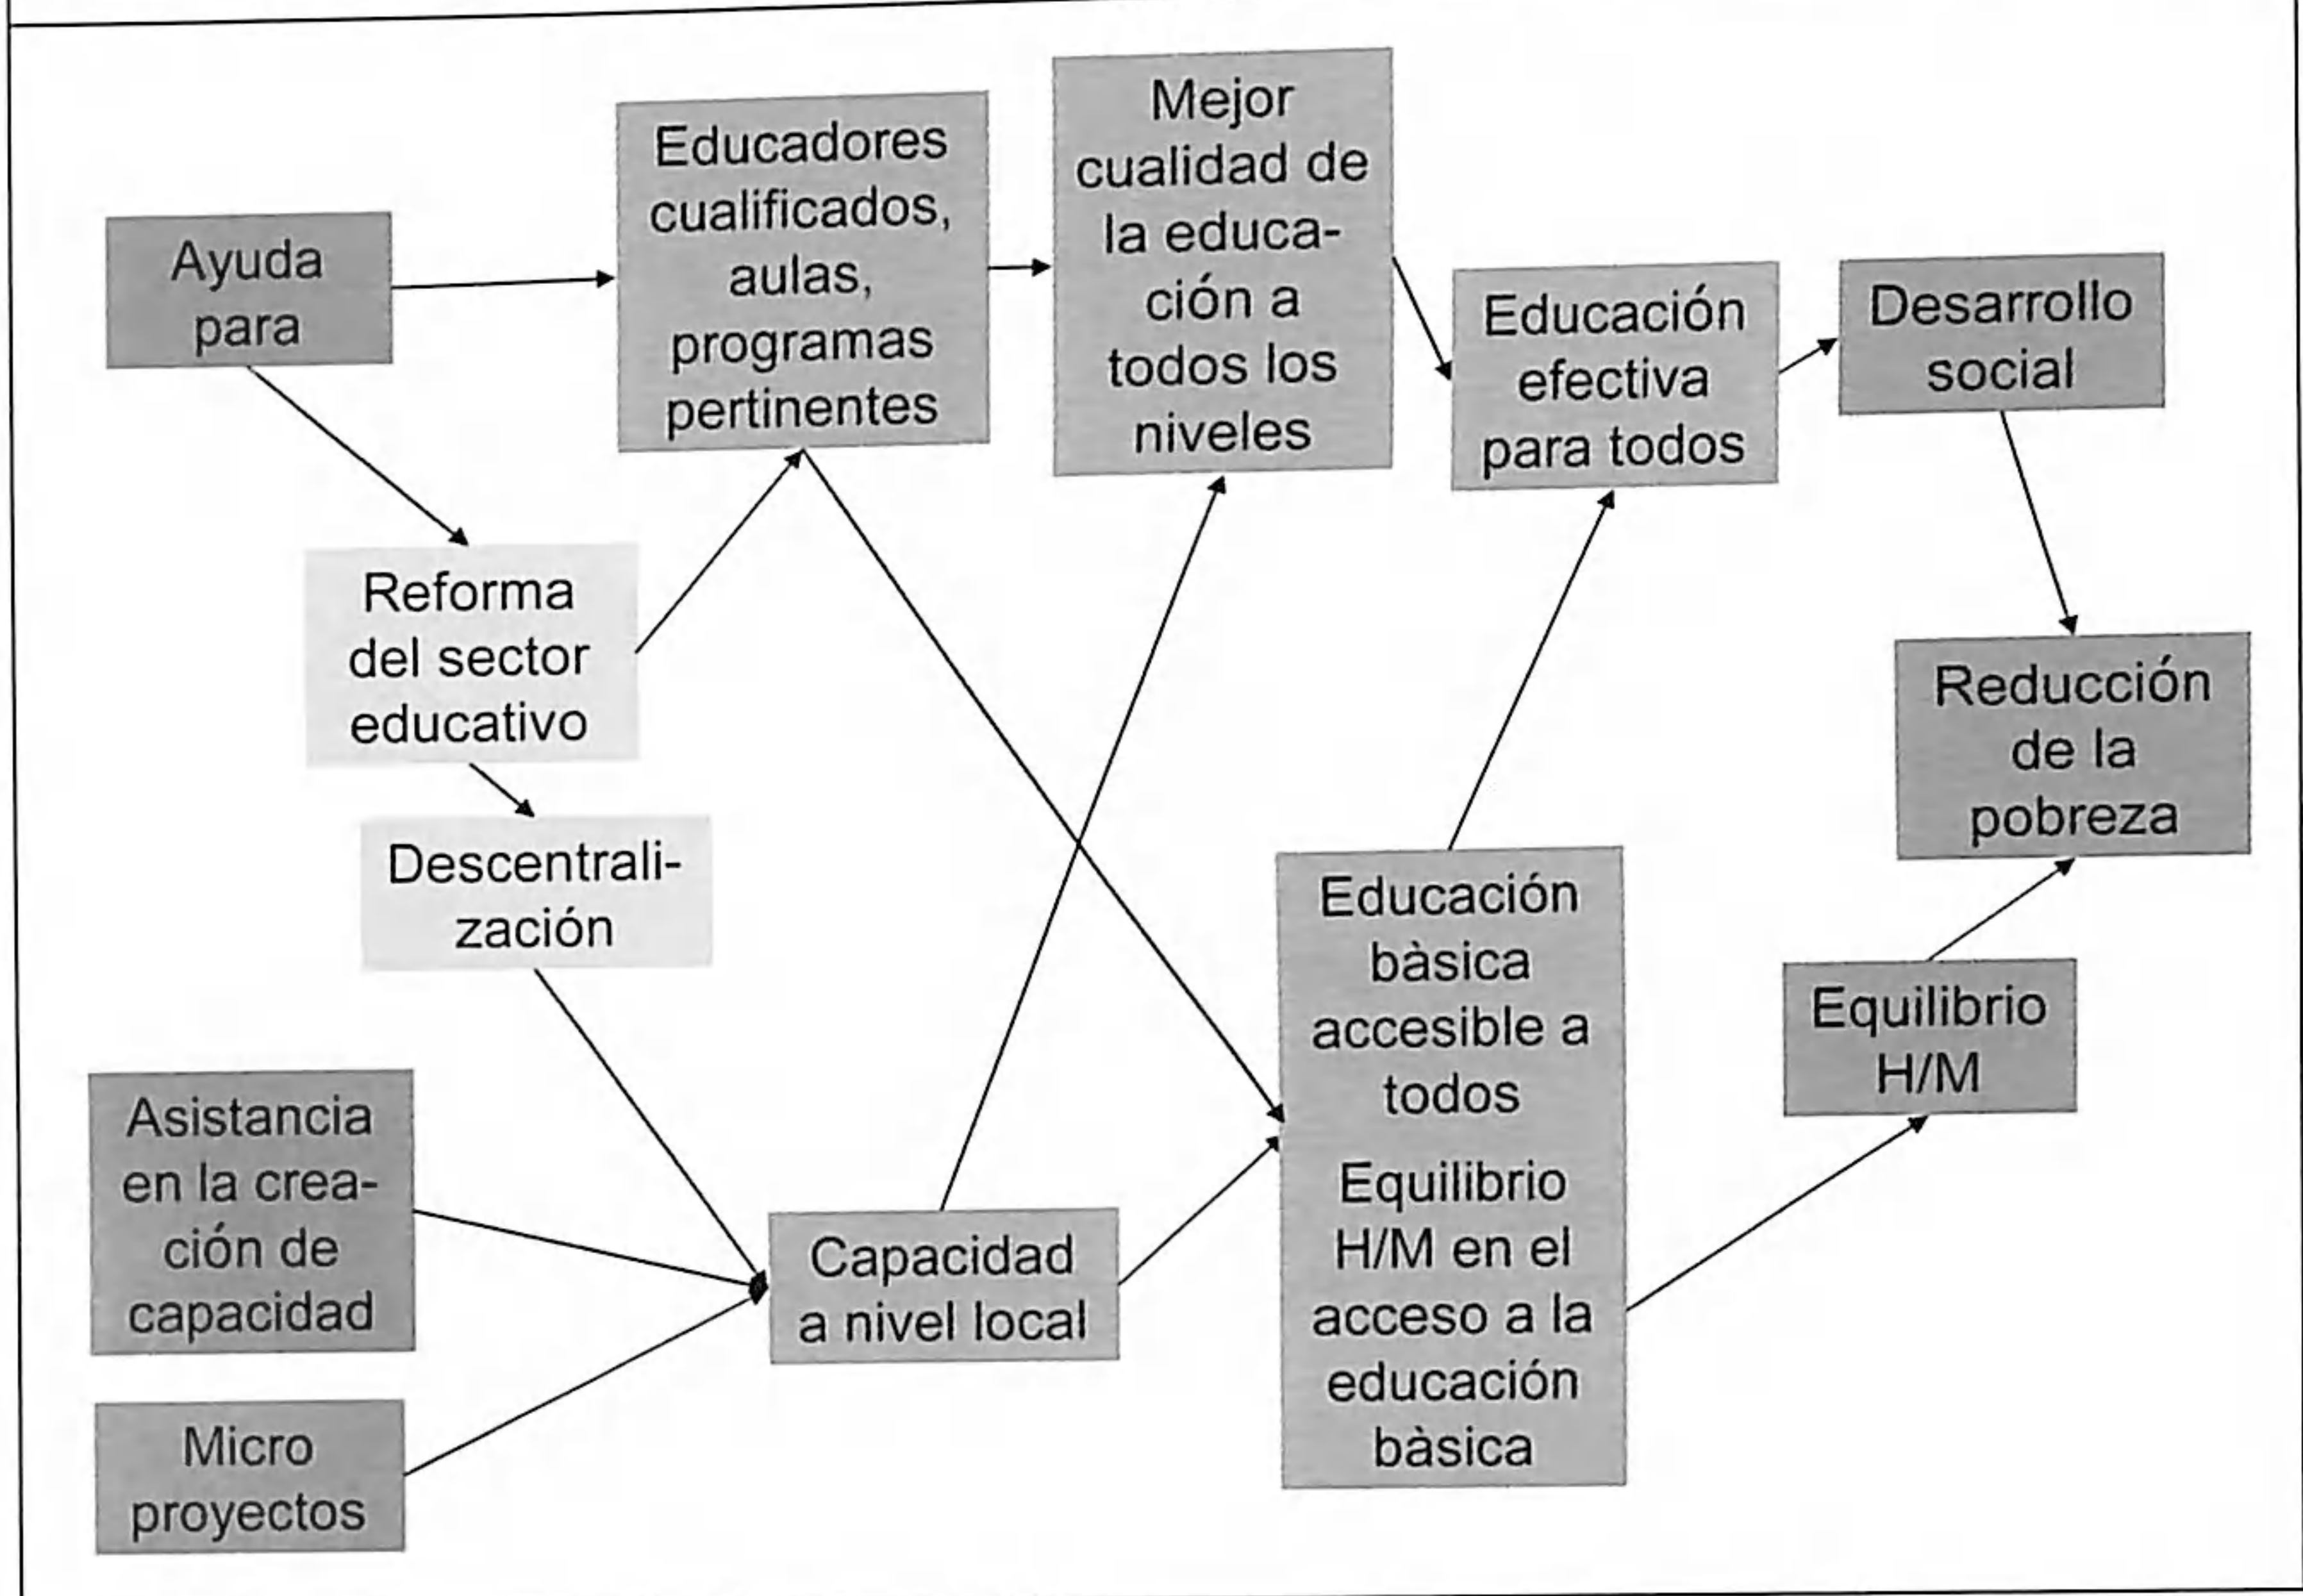 Ayuda
para
Educadores
cualificados,
aulas,
programas
pertinentes
Mejor
cualidad de
la educa-
ción a
todos los
niveles
Educación
efectiva
para todos
Desarrollo
social
Reforma
del sector
educativo
Reducción
de la
pobreza
Descentrali-
zación
Educación
bàsica
accesible a
todos
Equilibrio
H/M en el
acceso a la
educación
bàsica
Equilibrio
H/M
Asistancia
en la crea-
ción de
capacidad
Capacidad
a nivel local
Micro
proyectos